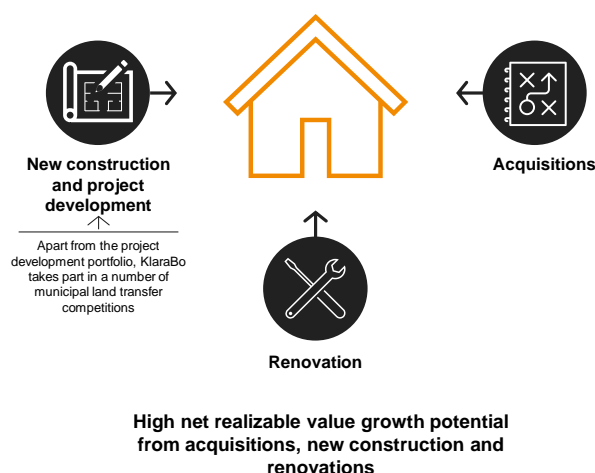 New construction
and project
development
Apart from the project
development portfolio, KlaraBo
takes part in a number of
municipal land transfer
competitions
Acquisitions
Renovation
High net realizable value growth potential
from acquisitions, new construction and
renovations